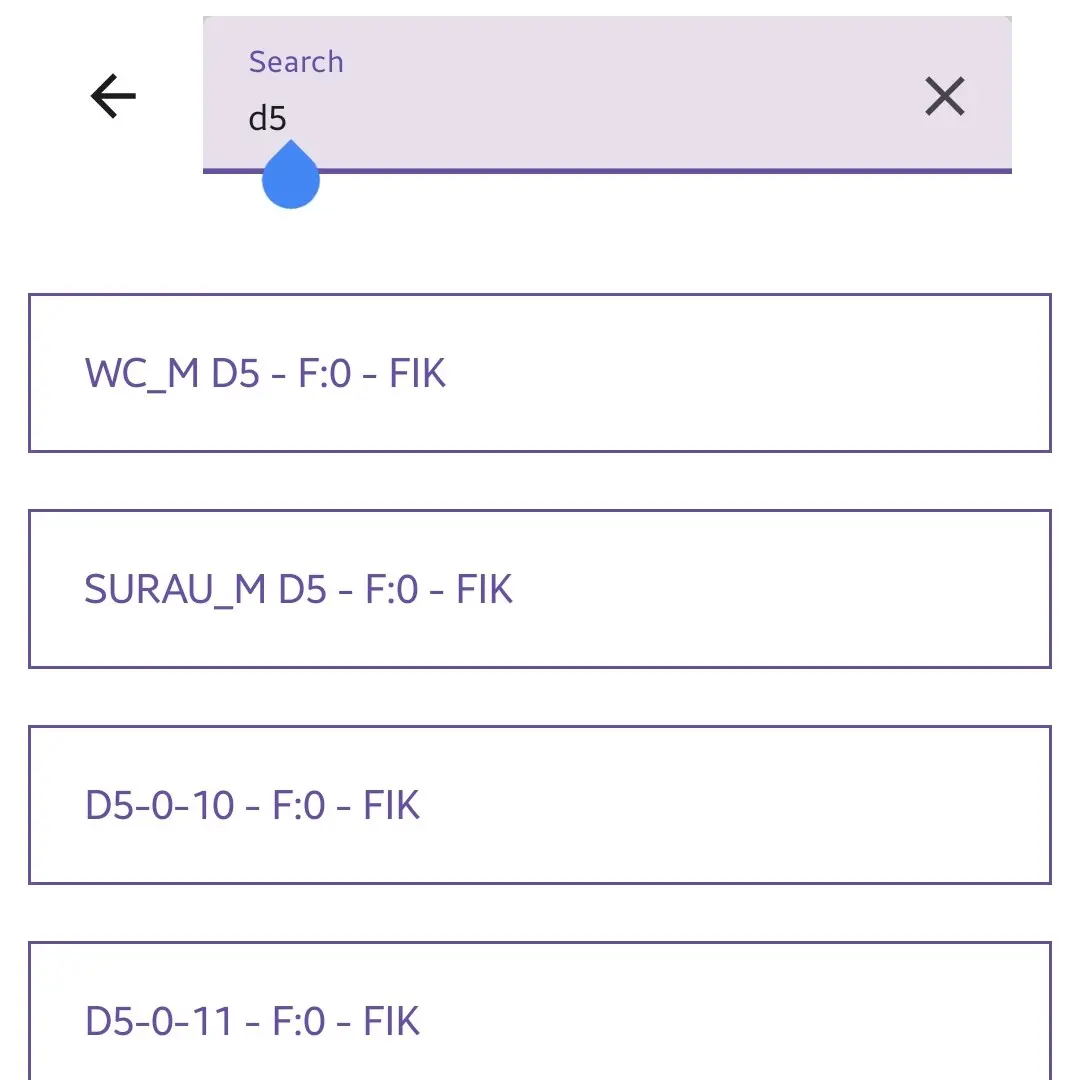 Search
d5
WC_M D5 - F:0 - FIK
SURAU_M D5 - F:0 - FIK
D5-0-10 - F:0 - FIK
D5-0-11 - F:0 - FIK